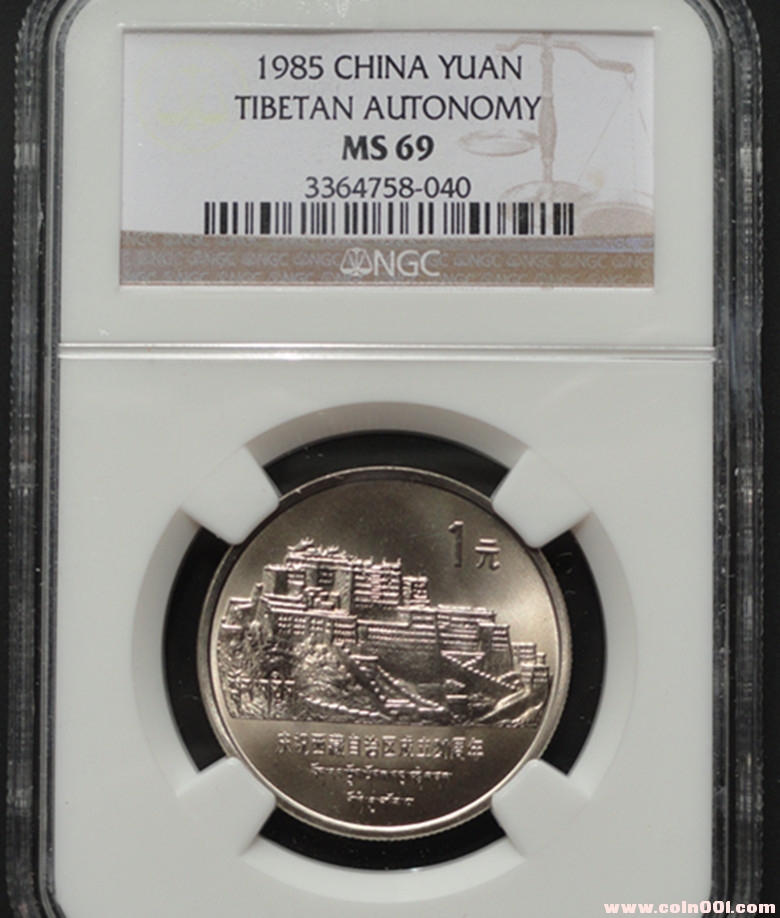 1985 CHINA YUAN
TIBETAN AUTONOMY
MS 69
3364758-040
NGC
1元
庆祝西藏自治区成立20周年
www.coin001.com